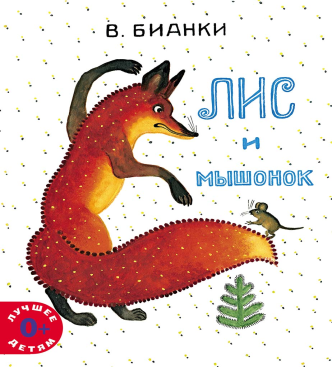 В. БИАНКИ
ЛИС
И
МЫШОНОК
ЛУЧШЕЕ
0+
ДЕТЯМ